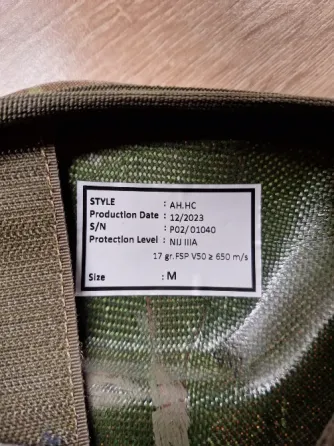 STYLE : AH.HC
Production Date : 12/2023
S/N : P02/01040
Protection Level : NIJ IIIA
17 gr. FSP V50 ≥ 650 m/s
Size : M